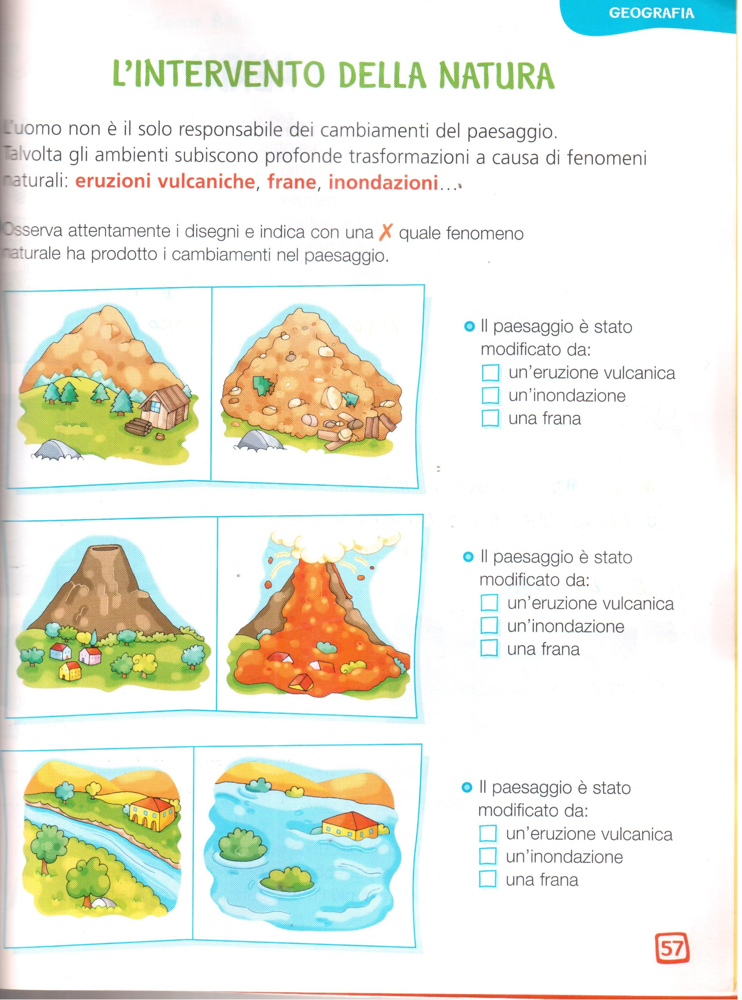 GEOGRAFIA
L'INTERVENTO DELLA NATURA
L'uomo non è il solo responsabile dei cambiamenti del paesaggio.
Talvolta gli ambienti subiscono profonde trasformazioni a causa di fenomeni
naturali: eruzioni vulcaniche, frane, inondazioni...
Osserva attentamente i disegni e indica con una ✗ quale fenomeno
naturale ha prodotto i cambiamenti nel paesaggio.
Il paesaggio è stato
modificato da:
un'eruzione vulcanica
un'inondazione
una frana
Il paesaggio è stato
modificato da:
un'eruzione vulcanica
un'inondazione
una frana
Il paesaggio è stato
modificato da:
un'eruzione vulcanica
un'inondazione
una frana
57